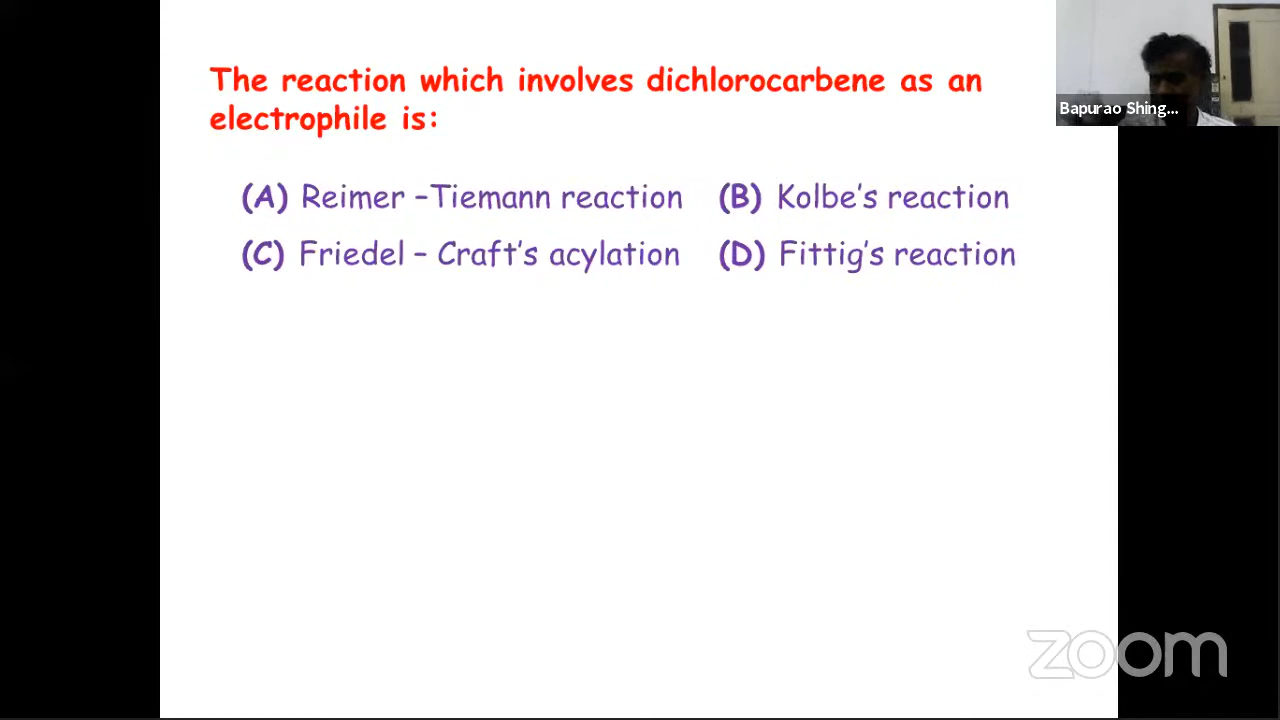 The reaction which involves dichlorocarbene as an
electrophile is:
(A) Reimer –Tiemann reaction (B) Kolbe’s reaction
(C) Friedel – Craft’s acylation (D) Fittig’s reaction
Bapurao Shing...
zoom